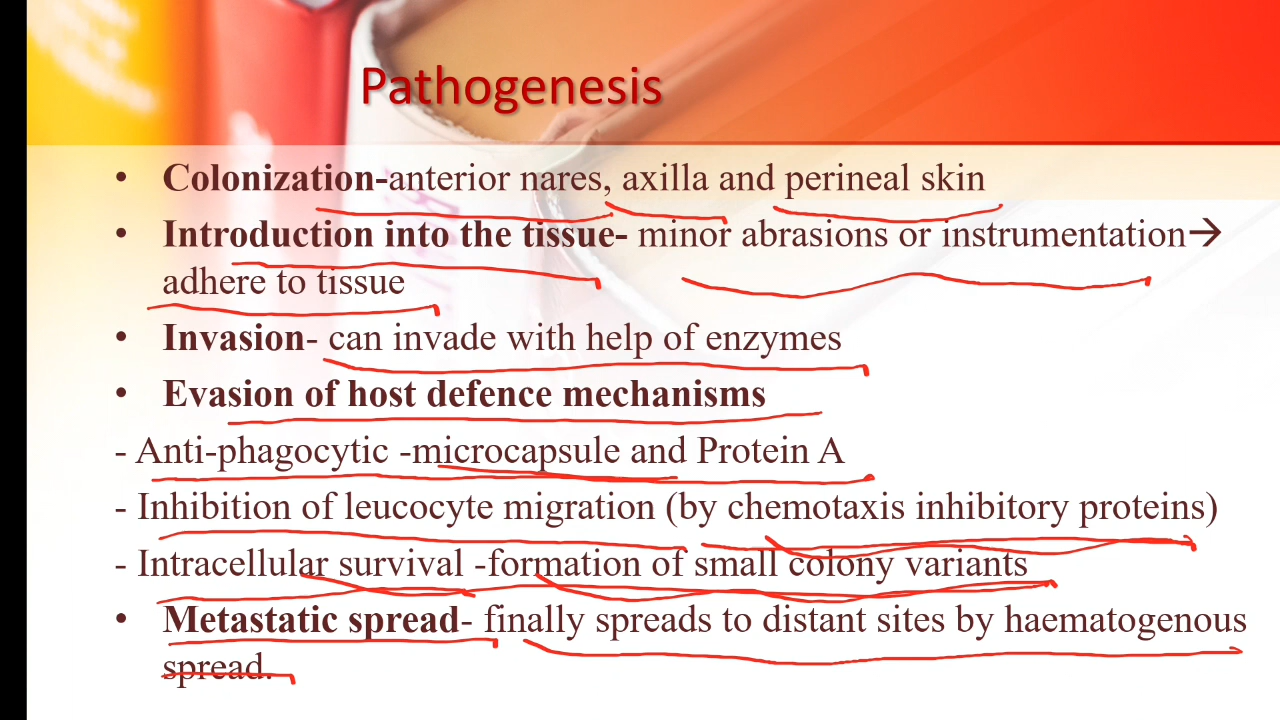 Pathogenesis
• Colonization-anterior nares, axilla and perineal skin
• Introduction into the tissue- minor abrasions or instrumentation→
adhere to tissue
• Invasion- can invade with help of enzymes
• Evasion of host defence mechanisms
- Anti-phagocytic -microcapsule and Protein A
- Inhibition of leucocyte migration (by chemotaxis inhibitory proteins)
- Intracellular survival -formation of small colony variants
• Metastatic spread- finally spreads to distant sites by haematogenous
spread.